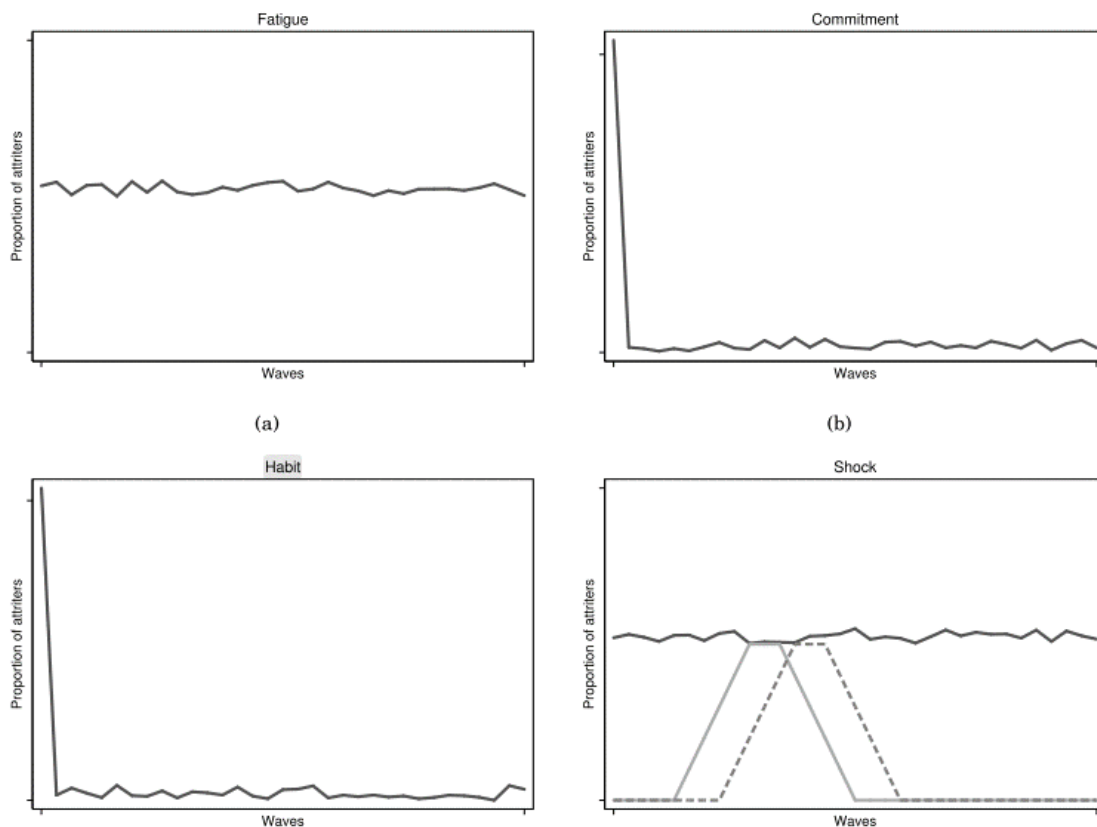 Fatigue
Proportion of attriters
Waves
(a)
Commitment
Proportion of attriters
Waves
(b)
Habit
Proportion of attriters
Waves
Shock
Proportion of attriters
Waves